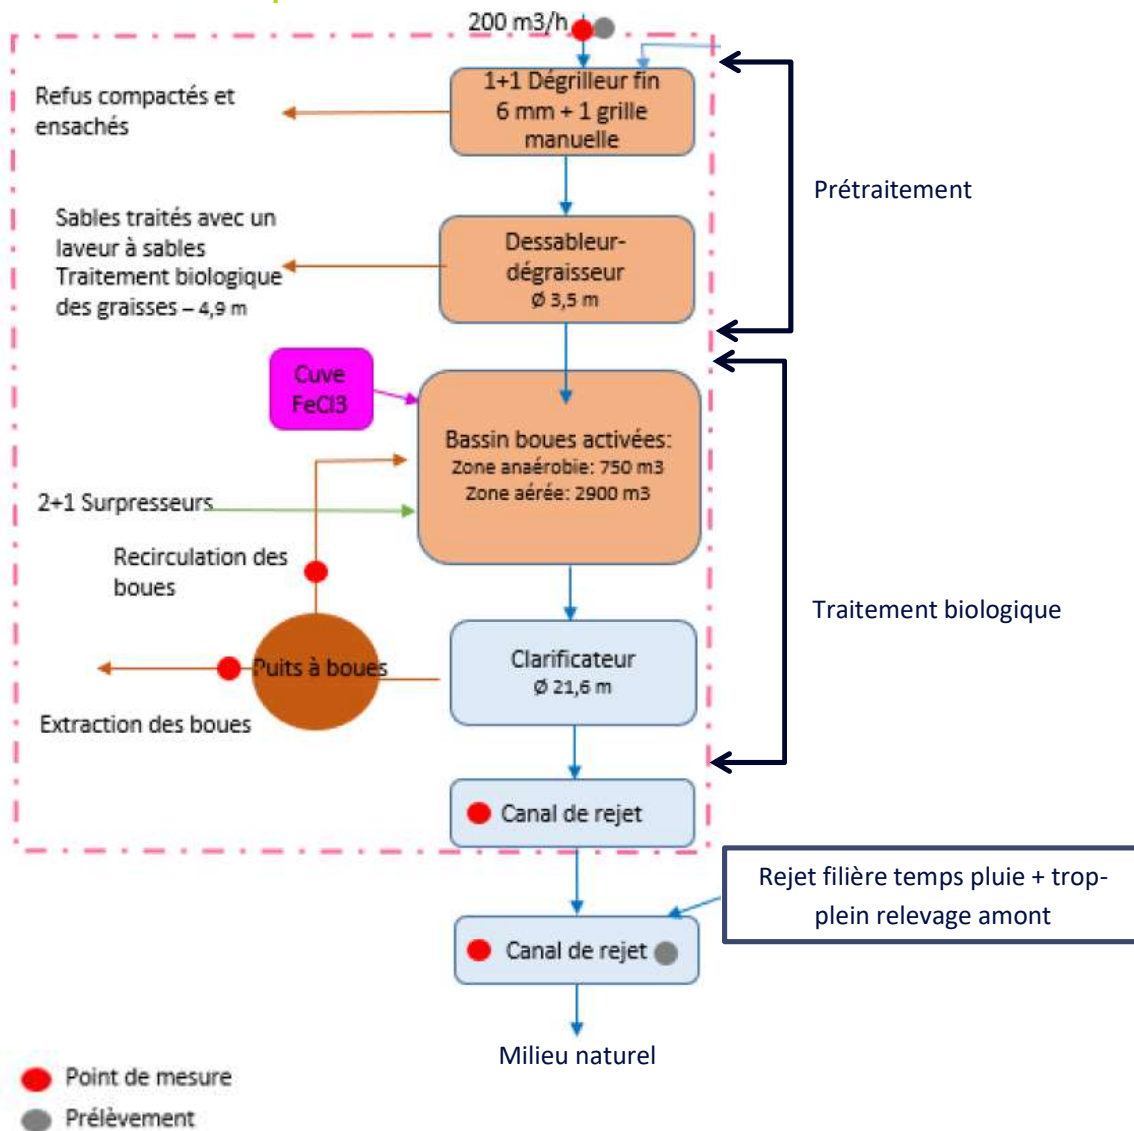 200 m3/h
1+1 Dégrilleur fin
6 mm + 1 grille
manuelle
Refus compactés et
ensachés
Prétraitement
Sables traités avec un
laveur à sables
Traitement biologique
des graisses – 4,9 m
Dessableur-
dégraisseur
Ø 3,5 m
Cuve
FeCl3
Bassin boues activées:
Zone anaérobie: 750 m3
Zone aérée: 2900 m3
2+1 Surpresseurs
Recirculation des
boues
Traitement biologique
Puits à boues
Clarificateur
Ø 21,6 m
Extraction des boues
Canal de rejet
Rejet filière temps pluie + trop-
plein relevage amont
Canal de rejet
Milieu naturel
Point de mesure
Prélèvement